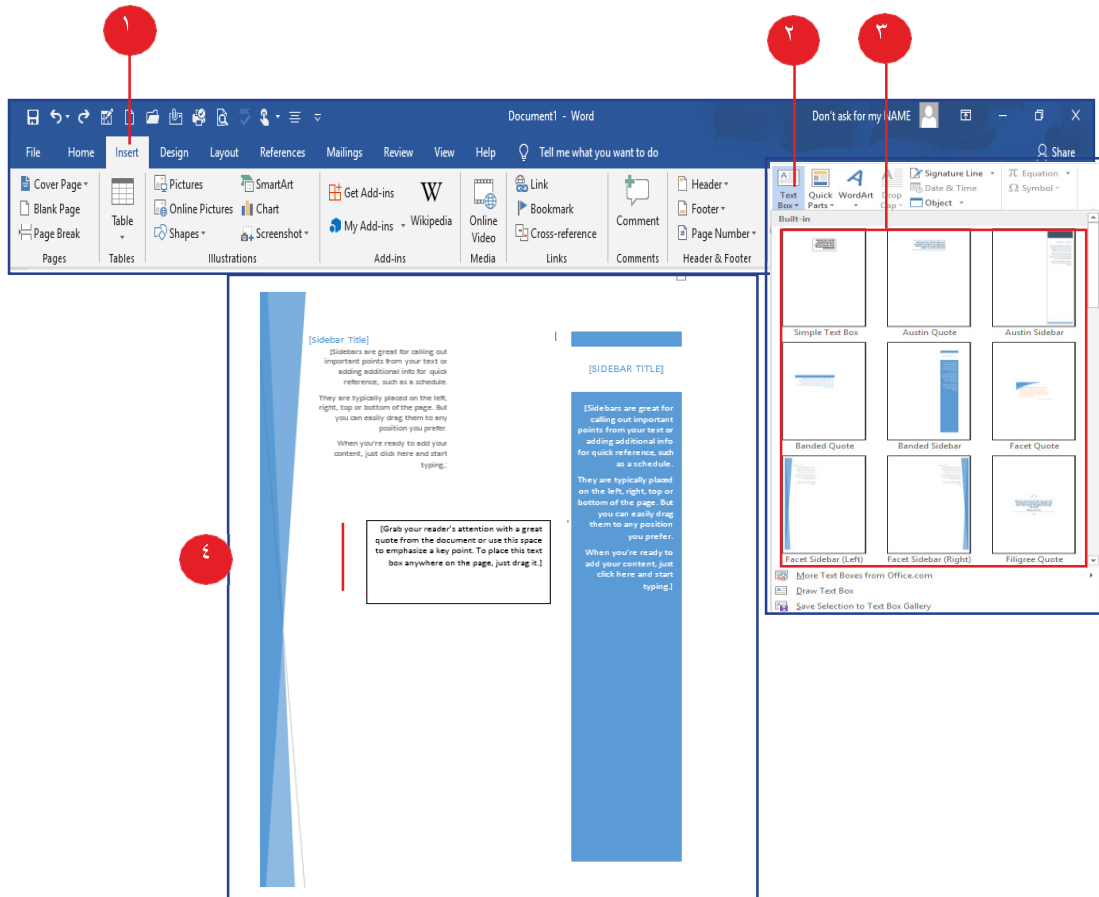 ١
٢
٣
Document1 - Word
Don't ask for my NAME
File Home Insert Design Layout References Mailings Review View Help Tell me what you want to do Share
Cover Page
Blank Page
Page Break
Pages
Table
Tables
Pictures
Online Pictures
Shapes
SmartArt
Chart
Screenshot
Illustrations
Get Add-ins
My Add-ins
W
Wikipedia
Add-ins
Online
Video
Media
Link
Bookmark
Cross-reference
Links
Comment
Comments
Header
Footer
Page Number
Header & Footer
Text
Box
Quick
Parts
WordArt
Drop
Cap
Signature Line
Date & Time
Object
π Equation
Ω Symbol
Built-in
Simple Text Box
Austin Quote
Austin Sidebar
Banded Quote
Banded Sidebar
Facet Quote
Facet Sidebar (Left)
Facet Sidebar (Right)
Filigree Quote
More Text Boxes from Office.com
Draw Text Box
Save Selection to Text Box Gallery
[Sidebar Title]
[Sidebars are great for calling out
important points from your text or
adding additional info for quick
reference, such as a schedule.
They are typically placed on the left,
right, top or bottom of the page. But
you can easily drag them to any
position you prefer.
When you're ready to add your
content, just click here and start
typing.]
[SIDEBAR TITLE]
[Sidebars are great for
calling out important
points from your text or
adding additional info
for quick reference, such
as a schedule.
They are typically placed
on the left, right, top or
bottom of the page. But
you can easily drag
them to any position
you prefer.
When you're ready to
add your content, just
click here and start
typing.]
[Grab your reader's attention with a great
quote from the document or use this space
to emphasize a key point. To place this text
box anywhere on the page, just drag it.]
٤